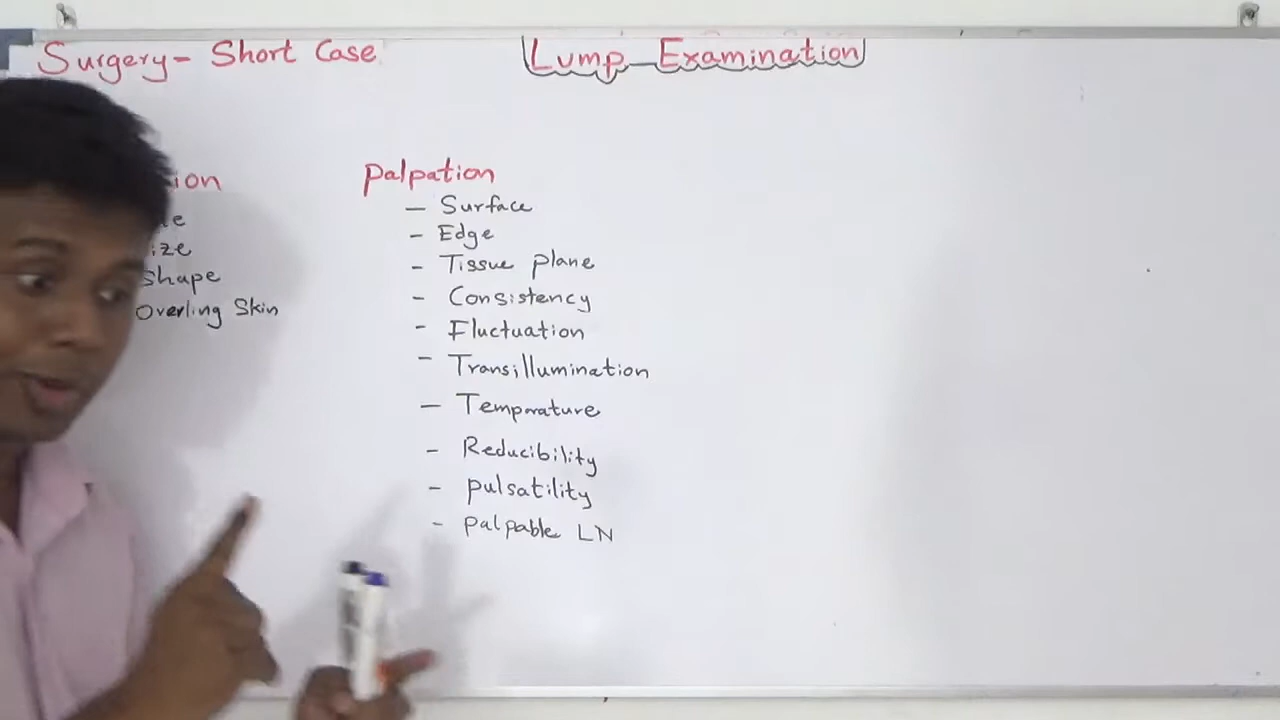 Surgery- Short Case
Lump Examination
shape
Overling Skin
Palpation
- Surface
- Edge
- Tissue plane
- Consistency
- Fluctuation
- Transillumination
- Temporature
- Reducibility
- pulsatility
- palpable LN